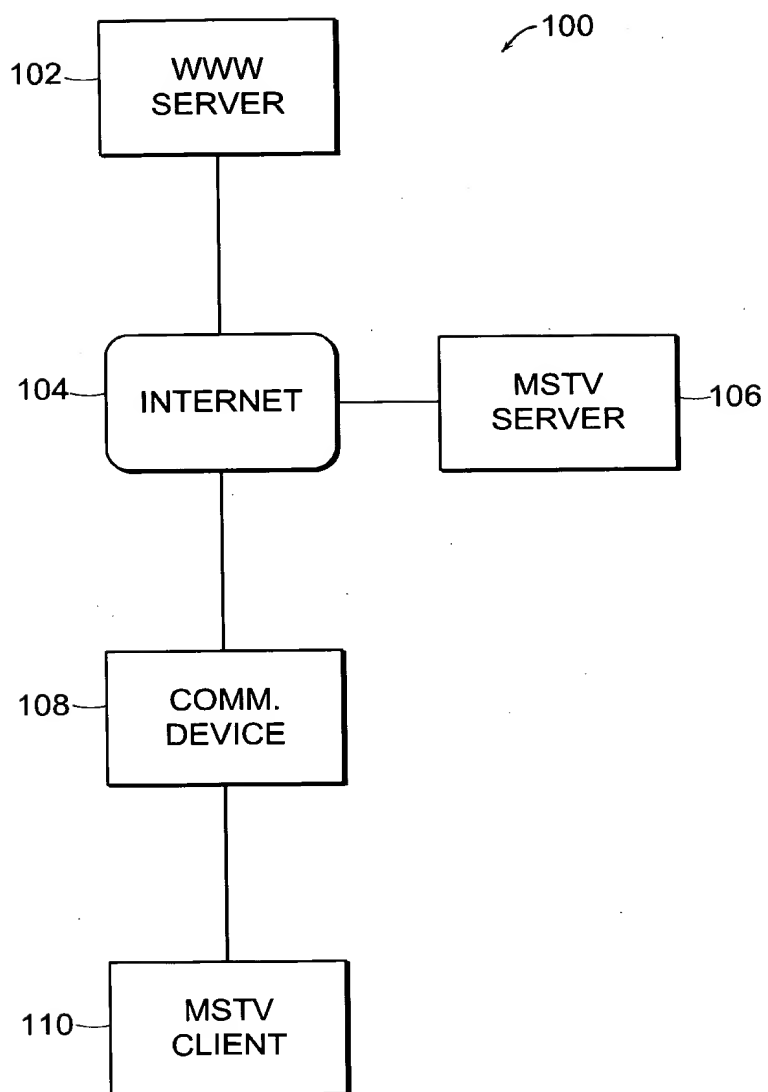 100
102
WWW
SERVER
104
INTERNET
MSTV
SERVER
106
108
COMM.
DEVICE
110
MSTV
CLIENT